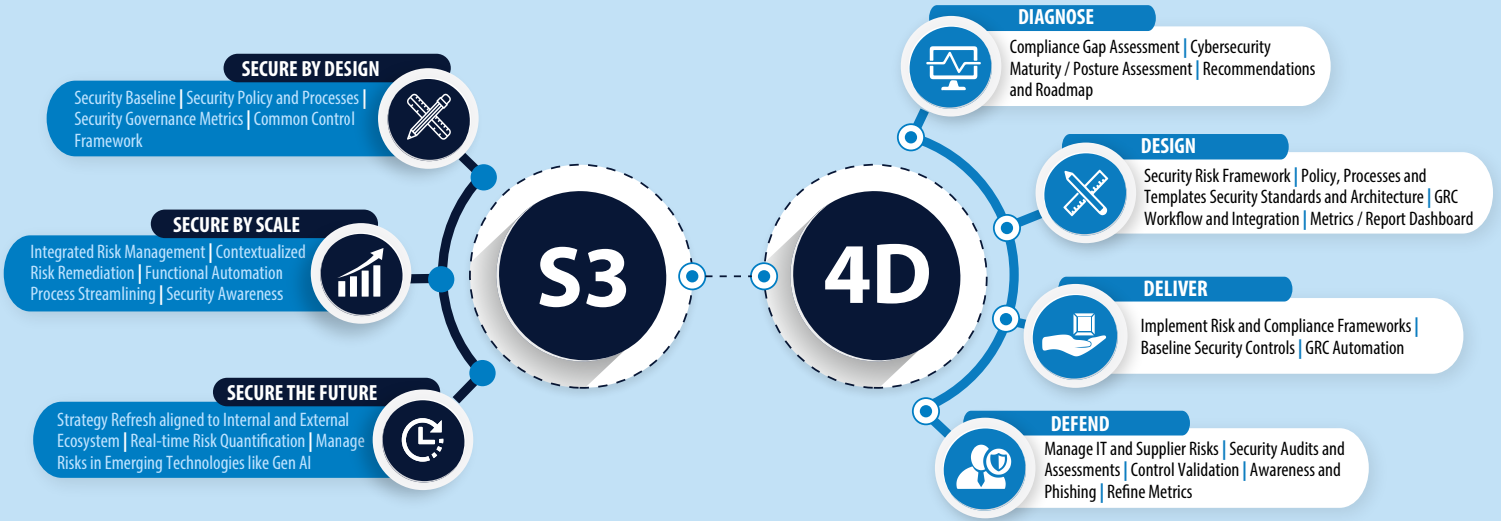 SECURE BY DESIGN
Security Baseline | Security Policy and Processes |
Security Governance Metrics | Common Control
Framework
SECURE BY SCALE
Integrated Risk Management | Contextualized
Risk Remediation | Functional Automation
Process Streamlining | Security Awareness
SECURE THE FUTURE
Strategy Refresh aligned to Internal and External
Ecosystem | Real-time Risk Quantification | Manage
Risks in Emerging Technologies like Gen AI
S3
4D
DIAGNOSE
Compliance Gap Assessment | Cybersecurity
Maturity / Posture Assessment | Recommendations
and Roadmap
DESIGN
Security Risk Framework | Policy, Processes and
Templates Security Standards and Architecture | GRC
Workflow and Integration | Metrics / Report Dashboard
DELIVER
Implement Risk and Compliance Frameworks |
Baseline Security Controls | GRC Automation
DEFEND
Manage IT and Supplier Risks | Security Audits and
Assessments | Control Validation | Awareness and
Phishing | Refine Metrics